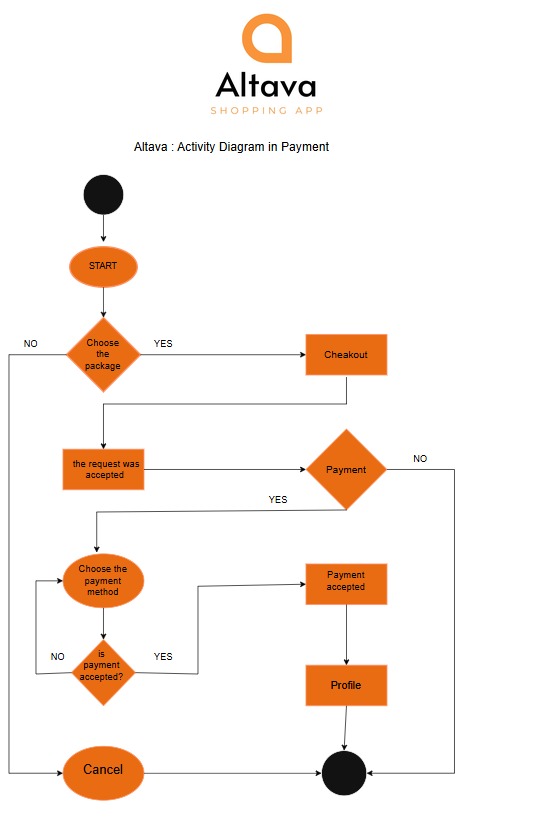 Altava
SHOPPING APP
Altava : Activity Diagram in Payment
START
NO
Choose
the
package
YES
Cheakout
the request was
accepted
Payment
NO
YES
Choose the
payment
method
Payment
accepted
NO
is
payment
accepted?
YES
Profile
Cancel